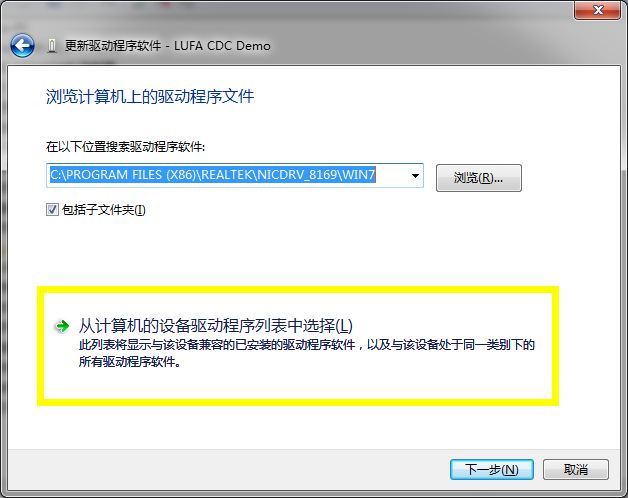 更新驱动程序软件 - LUFA CDC Demo
浏览计算机上的驱动程序文件
在以下位置搜索驱动程序软件:
C:\PROGRAM FILES (X86)\REALTEK\NICDRV_8169\WIN7
浏览(R)...
包括子文件夹(I)
从计算机的设备驱动程序列表中选择(L)
此列表将显示与该设备兼容的已安装的驱动程序软件，以及与该设备处于同一类别下的
所有驱动程序软件。
下一步(N)
取消